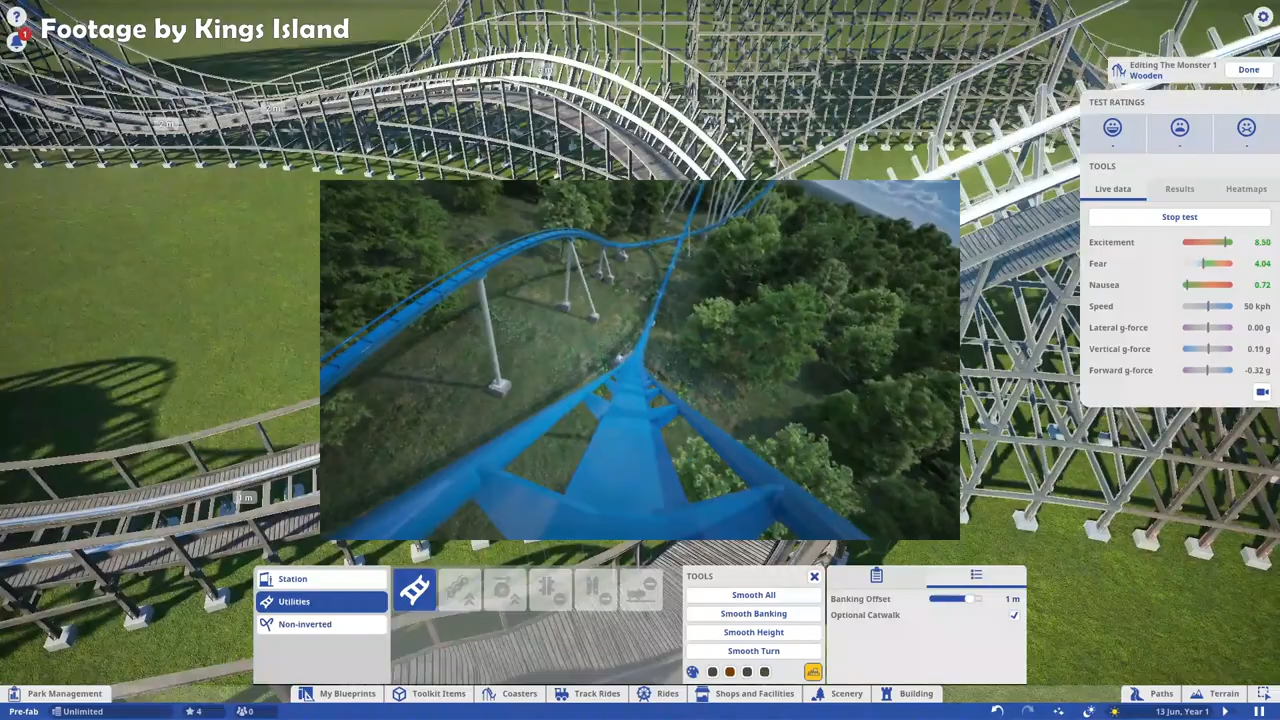 ?
1
Footage by Kings Island
Editing The Monster 1
Wooden
Done
TEST RATINGS
-
-
-
TOOLS
Live data
Results
Heatmaps
Stop test
Excitement
8.50
Fear
4.04
Nausea
0.72
Speed
50 kph
Lateral g-force
0.00 g
Vertical g-force
0.19 g
Forward g-force
-0.32 g
1 m
Station
Utilities
Non-inverted
TOOLS
Smooth All
Smooth Banking
Smooth Height
Smooth Turn
Banking Offset
1 m
Optional Catwalk
Park Management
My Blueprints
Toolkit Items
Coasters
Track Rides
Rides
Shops and Facilities
Scenery
Building
Paths
Terrain
Pre-fab
Unlimited
4
0
13 Jun, Year 1